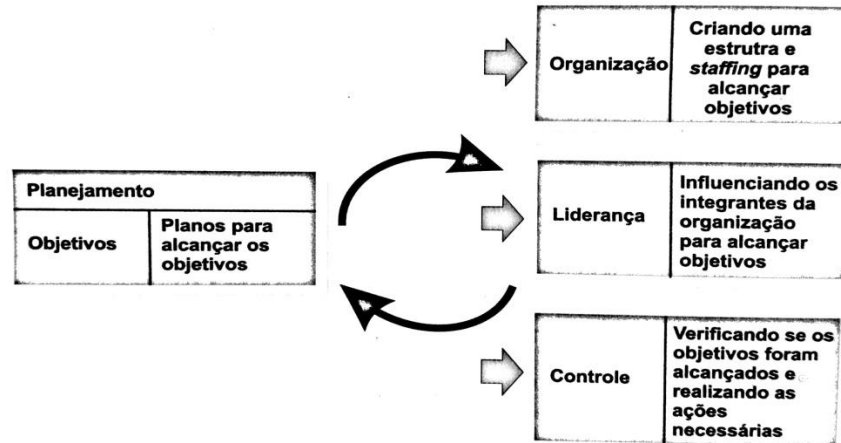 Organização
Criando uma
estrutra e
staffing para
alcançar
objetivos
Planejamento
Objetivos
Planos para
alcançar os
objetivos
Liderança
Influenciando os
integrantes da
organização
para alcançar
objetivos
Controle
Verificando se os
objetivos foram
alcançados e
realizando as
ações
necessárias